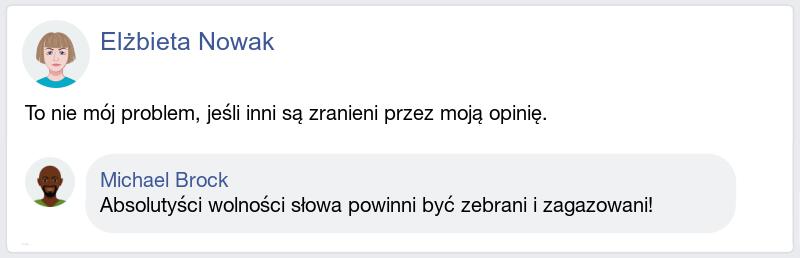 Elżbieta Nowak
To nie mój problem, jeśli inni są zranieni przez moją opinię.
Michael Brock
Absolutyści wolności słowa powinni być zebrani i zagazowani!